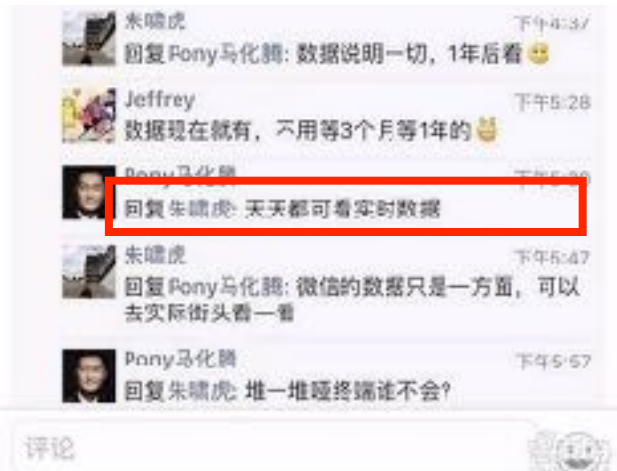 朱啸虎
下午4:37
回复Pony马化腾: 数据说明一切，1年后看
Jeffrey
下午5:28
数据现在就有，不用等3个月等1年的
Pony马化腾
回复朱啸虎: 天天都可看实时数据
朱啸虎
下午5:47
回复Pony马化腾: 微信的数据只是一方面，可以
去实际街头看一看
Pony马化腾
下午5:57
回复朱啸虎: 堆一堆哑终端谁不会?
评论